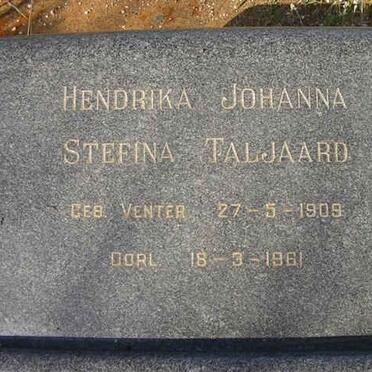 HENDRIKA JOHANNA
STEFINA TALJAARD
GEB. VENTER 27-5-1909
OORL. 18-3-1961